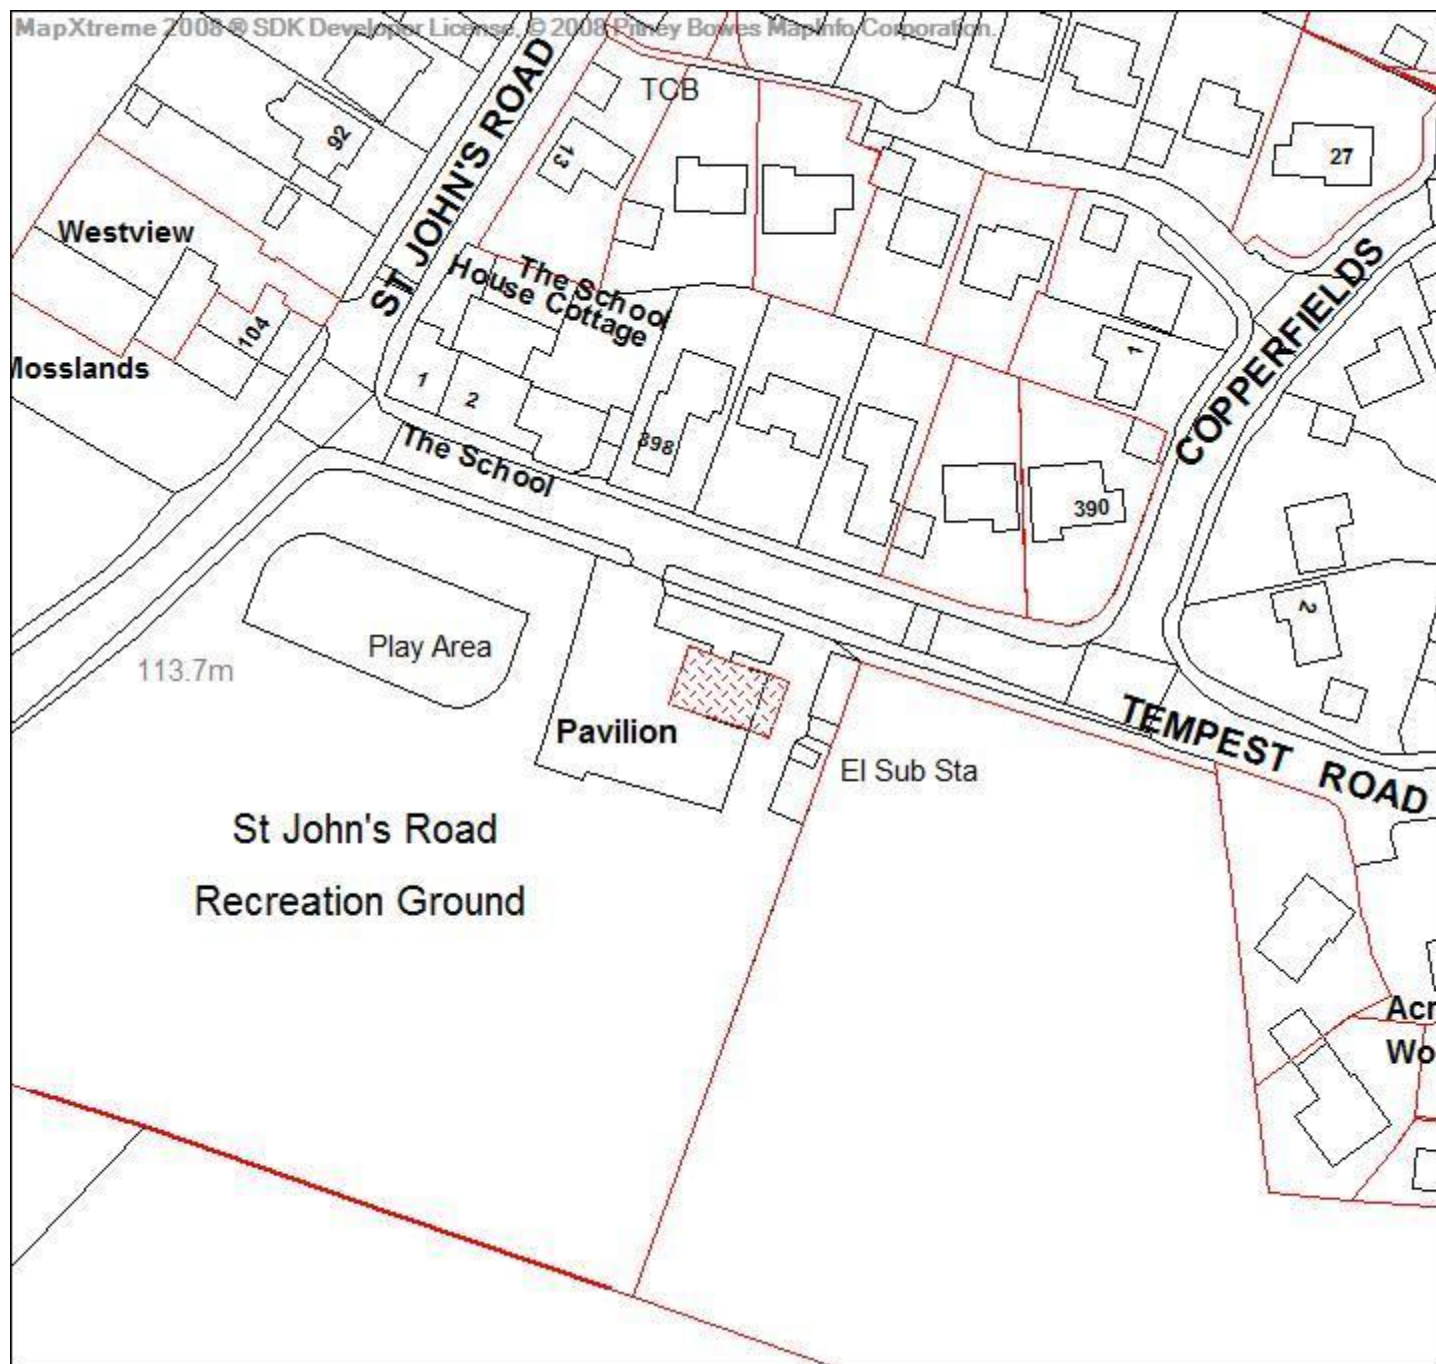 MapXtreme 2008 ® SDK Developer License. © 2008 Pitney Bowes MapInfo Corporation.
ST JOHN'S ROAD
TCB
92
13
27
Westview
The School
House Cottage
COPPERFIELDS
104
1
Mosslands
1
2
398
The School
390
2
Play Area
113.7m
Pavilion
TEMPEST ROAD
El Sub Sta
St John's Road
Recreation Ground
Acr
Wo